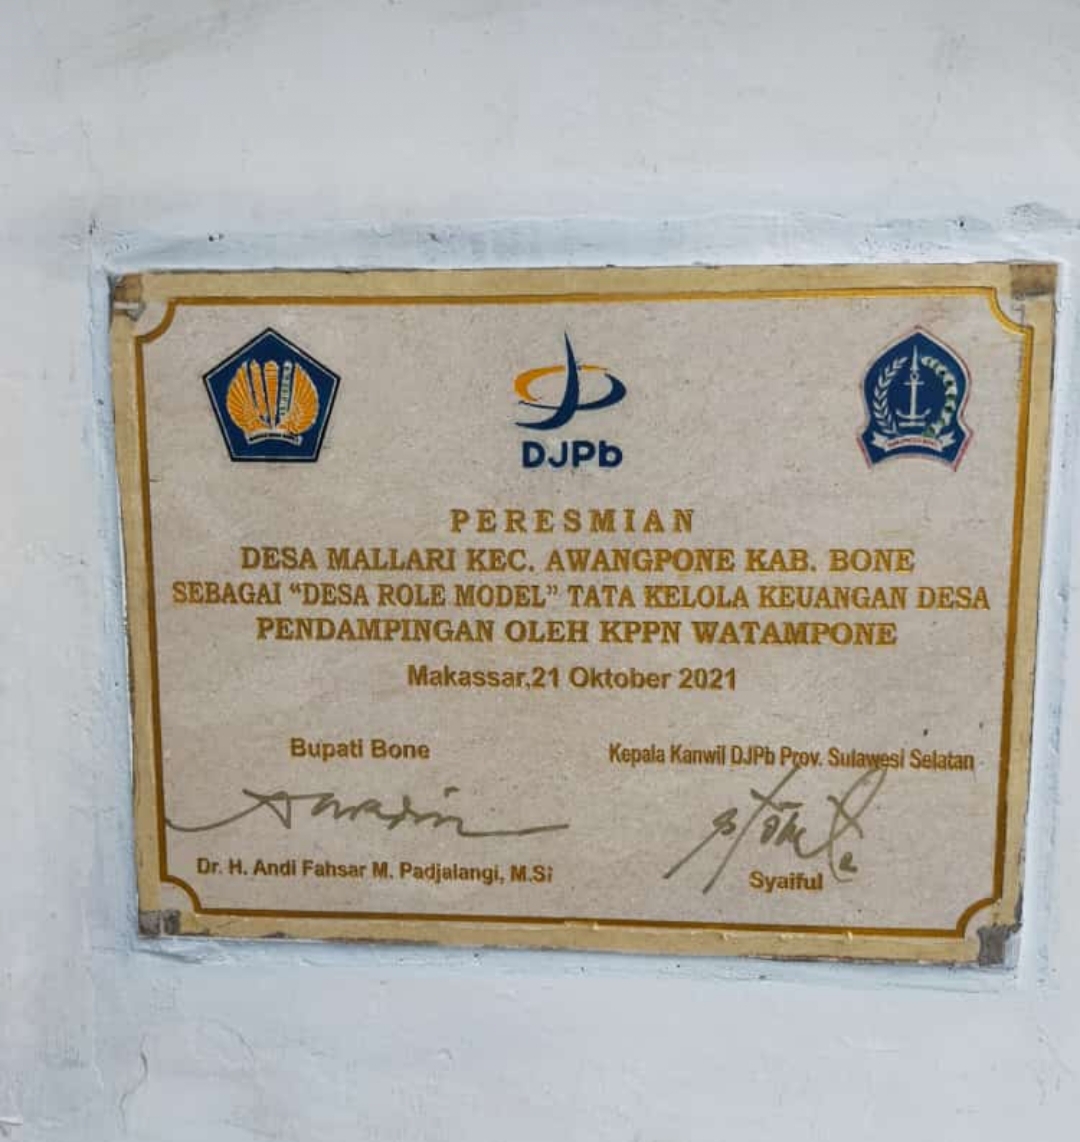 DJPb
PERESMIAN
DESA MALLARI KEC. AWANGPONE KAB. BONE
SEBAGAI “DESA ROLE MODEL” TATA KELOLA KEUANGAN DESA
PENDAMPINGAN OLEH KPPN WATAMPONE
Makassar,21 Oktober 2021
Bupati Bone
Kepala Kanwil DJPb Prov. Sulawesi Selatan
Dr. H. Andi Fahsar M. Padjalangi, M.Si
Syaiful